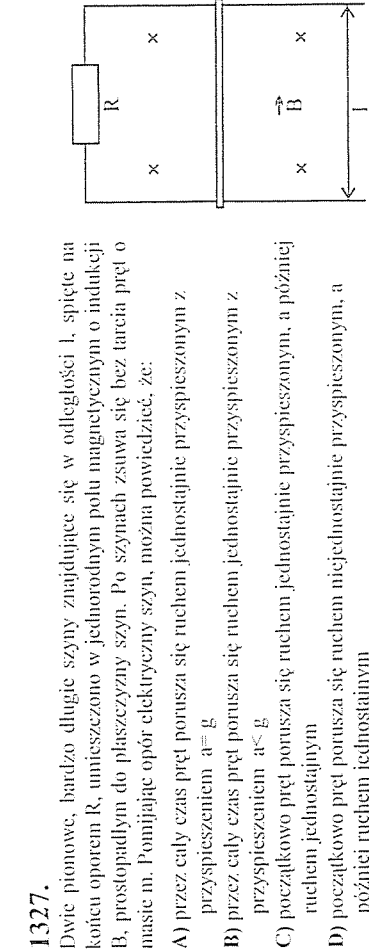 1327.
Dwie pionowe, bardzo długie szyny znajdujące się w odległości l, spięte na
końcu oporem R, umieszczono w jednorodnym polu magnetycznym o indukcji
B, prostopadłym do płaszczyzny szyn. Po szynach zsuwa się bez tarcia pręt o
masie m. Pomijając opór elektryczny szyn, można powiedzieć, że:
A) przez cały czas pręt porusza się ruchem jednostajnie przyspieszonym z
przyspieszeniem a= g
B) przez cały czas pręt porusza się ruchem jednostajnie przyspieszonym z
przyspieszeniem a< g
C) początkowo pręt porusza się ruchem jednostajnie przyspieszonym, a później
ruchem jednostajnym
D) początkowo pręt porusza się ruchem niejednostajnie przyspieszonym, a
później ruchem jednostajnym
R
B
l